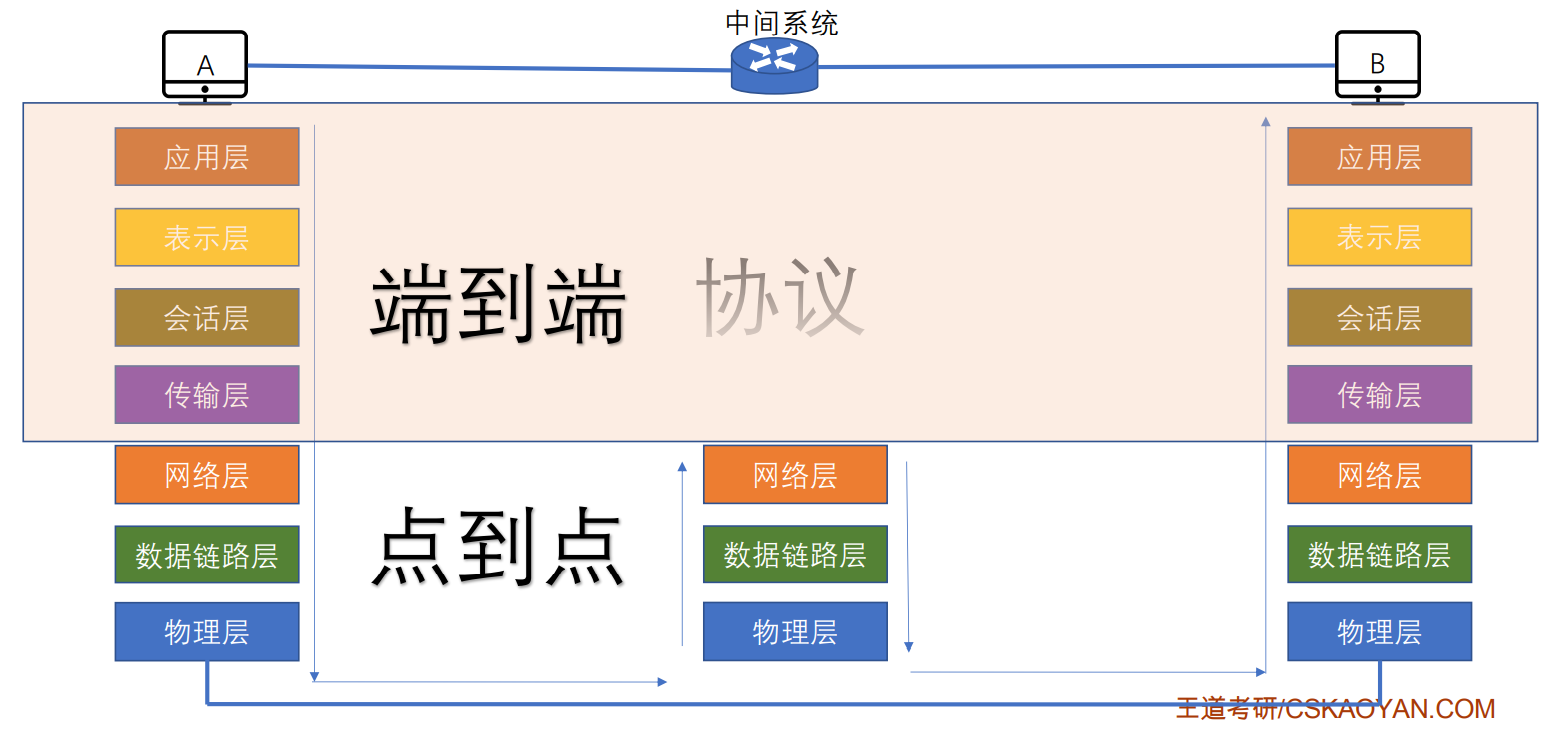 中间系统
A
B
应用层
应用层
表示层
表示层
端到端 协议
会话层
会话层
传输层
传输层
网络层
网络层
网络层
点到点
数据链路层
数据链路层
数据链路层
物理层
物理层
物理层
王道考研/CSKAOYAN.COM